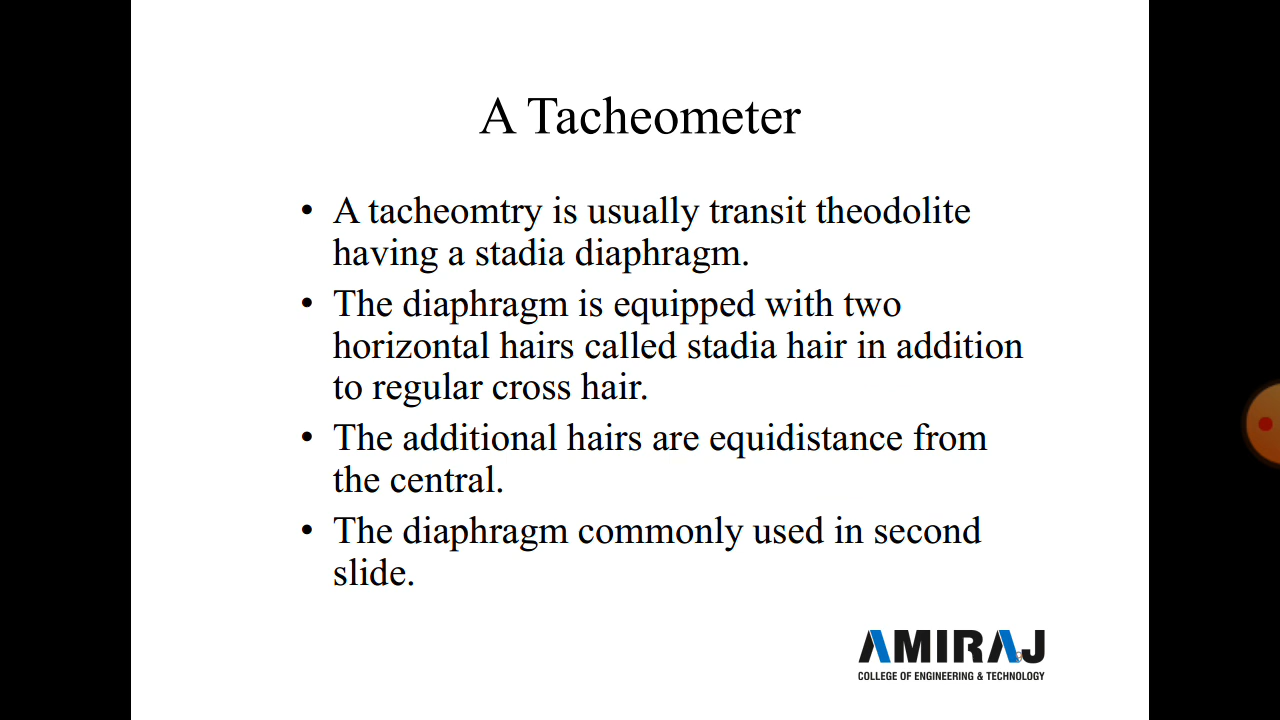 A Tacheometer
• A tacheomtry is usually transit theodolite
having a stadia diaphragm.
• The diaphragm is equipped with two
horizontal hairs called stadia hair in addition
to regular cross hair.
• The additional hairs are equidistance from
the central.
• The diaphragm commonly used in second
slide.
AMIRAJ
COLLEGE OF ENGINEERING & TECHNOLOGY